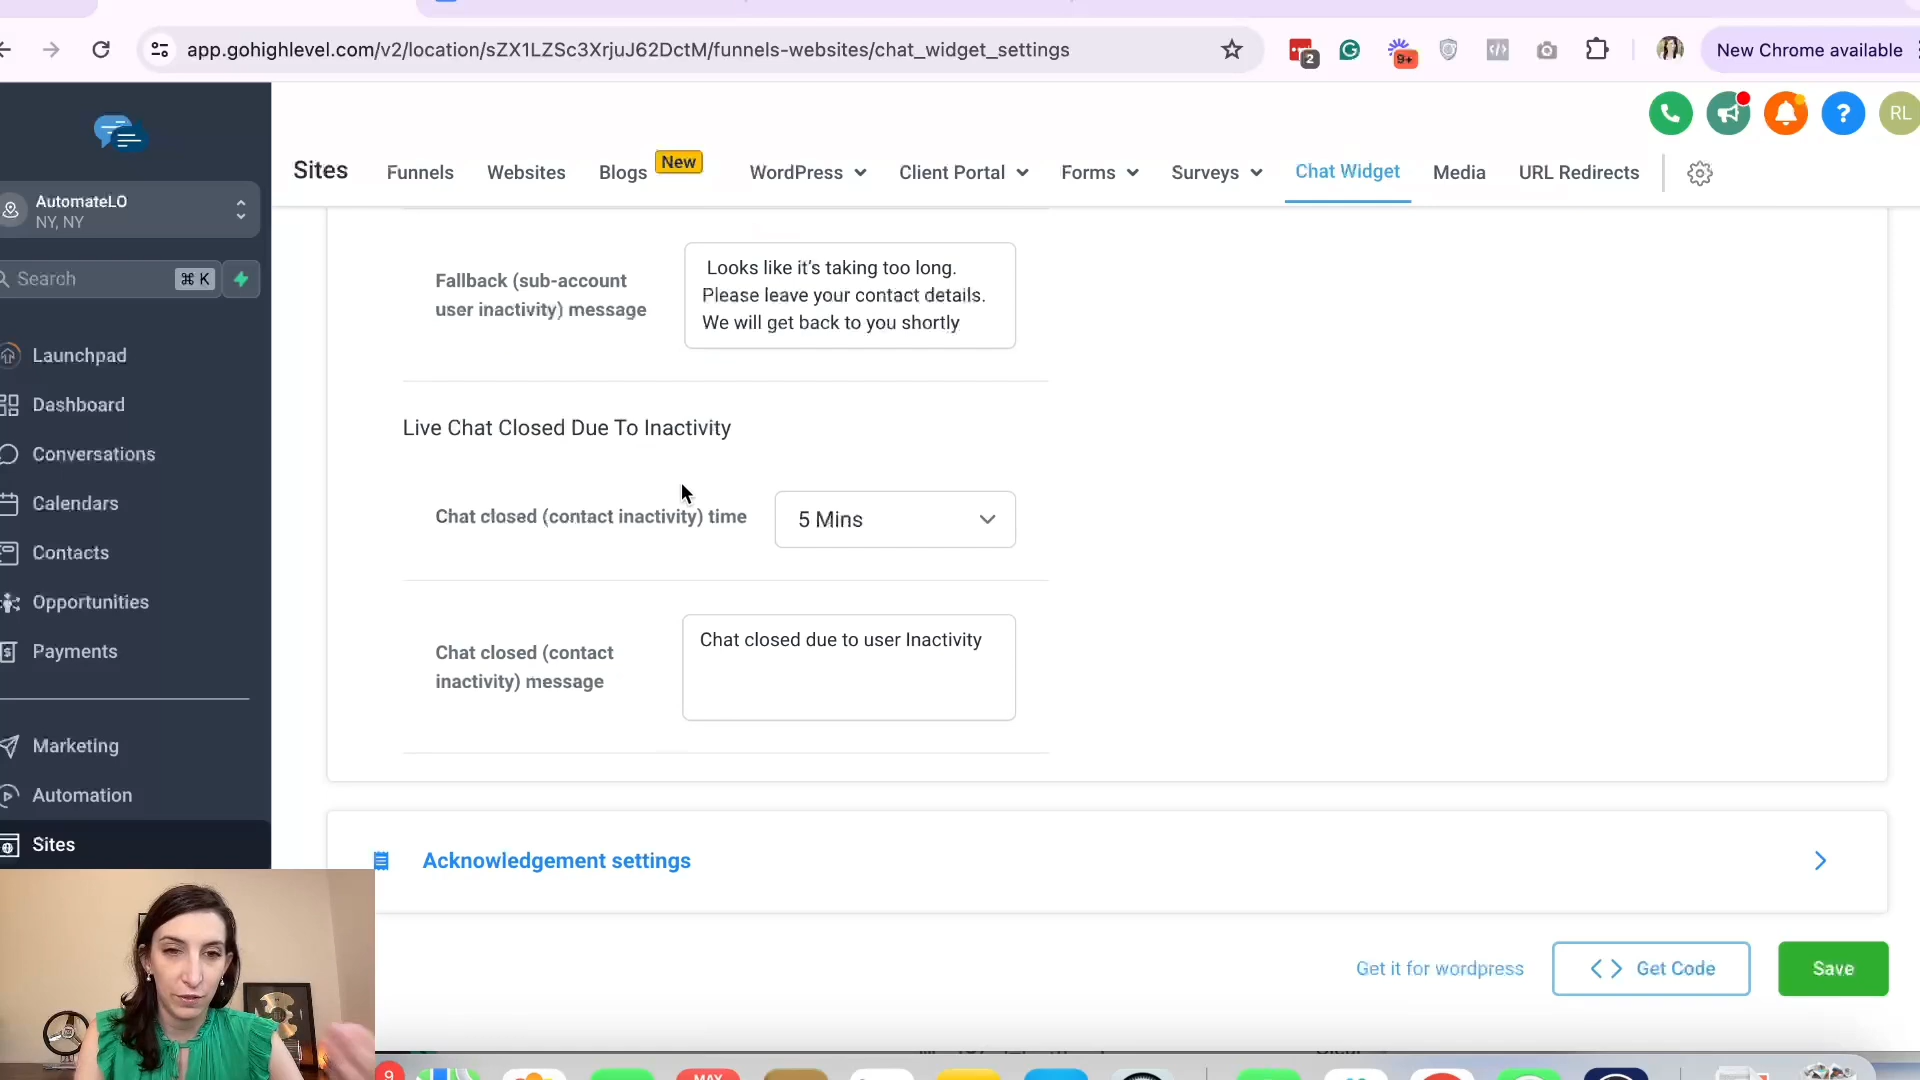 app.gohighlevel.com/v2/location/sZX1LZSc3XrjuJ62DctM/funnels-websites/chat_widget_settings
2
9+
New Chrome available
RL
Sites
Funnels
Websites
Blogs
New
WordPress
Client Portal
Forms
Surveys
Chat Widget
Media
URL Redirects
AutomateLO
NY, NY
Search
⌘ K
Launchpad
Dashboard
Conversations
Calendars
Contacts
Opportunities
Payments
Marketing
Automation
Sites
Fallback (sub-account
user inactivity) message
Looks like it’s taking too long.
Please leave your contact details.
We will get back to you shortly
Live Chat Closed Due To Inactivity
Chat closed (contact inactivity) time
5 Mins
Chat closed (contact
inactivity) message
Chat closed due to user Inactivity
Acknowledgement settings
Get it for wordpress
Get Code
Save
9
MAY